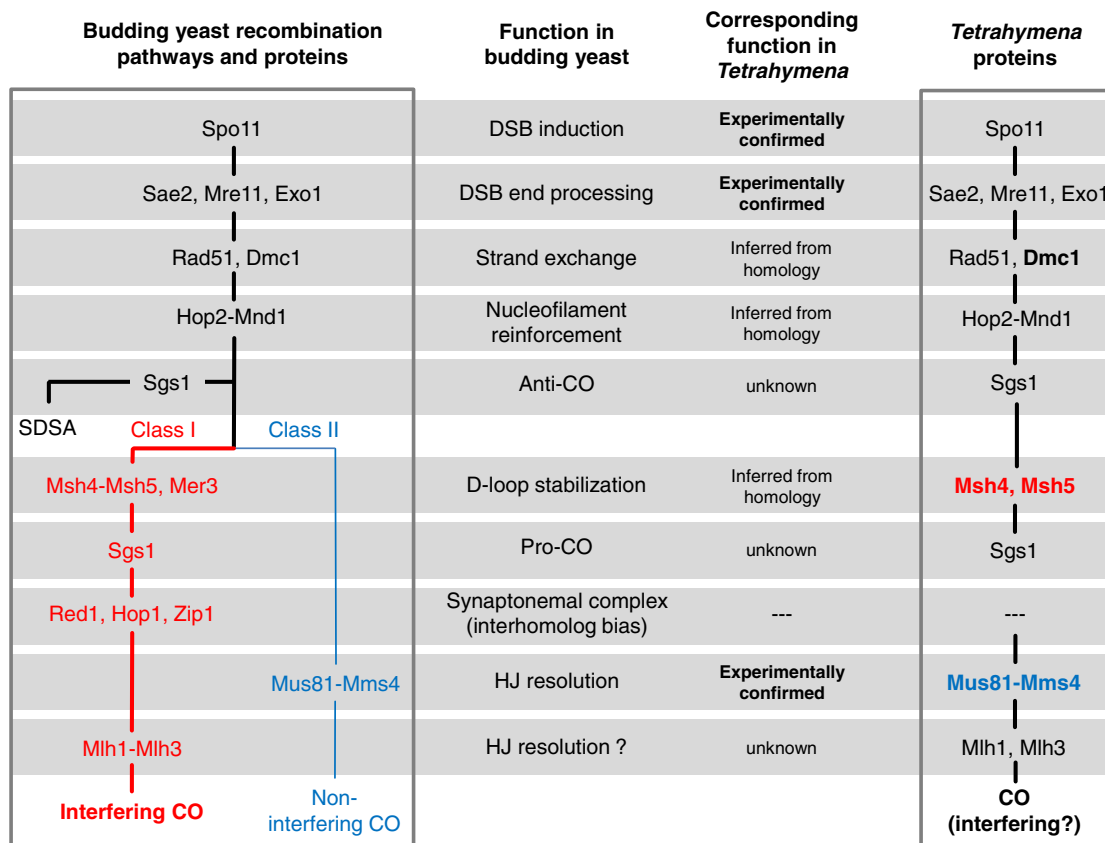 Budding yeast recombination
pathways and proteins
Function in
budding yeast
Corresponding
function in
Tetrahymena
Tetrahymena
proteins
Spo11
DSB induction
Experimentally
confirmed
Spo11
Sae2, Mre11, Exo1
DSB end processing
Experimentally
confirmed
Sae2, Mre11, Exo1
Rad51, Dmc1
Strand exchange
Inferred from
homology
Rad51, Dmc1
Hop2-Mnd1
Nucleofilament
reinforcement
Inferred from
homology
Hop2-Mnd1
Sgs1
Anti-CO
unknown
Sgs1
SDSA
Class I
Class II
Msh4-Msh5, Mer3
D-loop stabilization
Inferred from
homology
Msh4, Msh5
Sgs1
Pro-CO
unknown
Sgs1
Red1, Hop1, Zip1
Synaptonemal complex
(interhomolog bias)
---
---
Mus81-Mms4
HJ resolution
Experimentally
confirmed
Mus81-Mms4
Mlh1-Mlh3
HJ resolution ?
unknown
Mlh1, Mlh3
Interfering CO
Non-
interfering CO
CO
(interfering?)